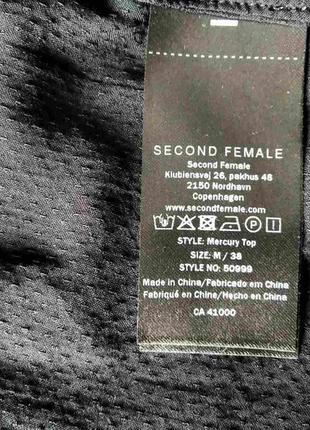 SECOND FEMALE
Second Female
Klubiensvej 26, pakhus 48
2150 Nordhavn
Copenhagen
www.secondfemale.com
STYLE: Mercury Top
SIZE: M / 38
STYLE NO: 50999
Made in China/Fabricado em China
Fabriqué en Chine/Hecho en China
CA 41000